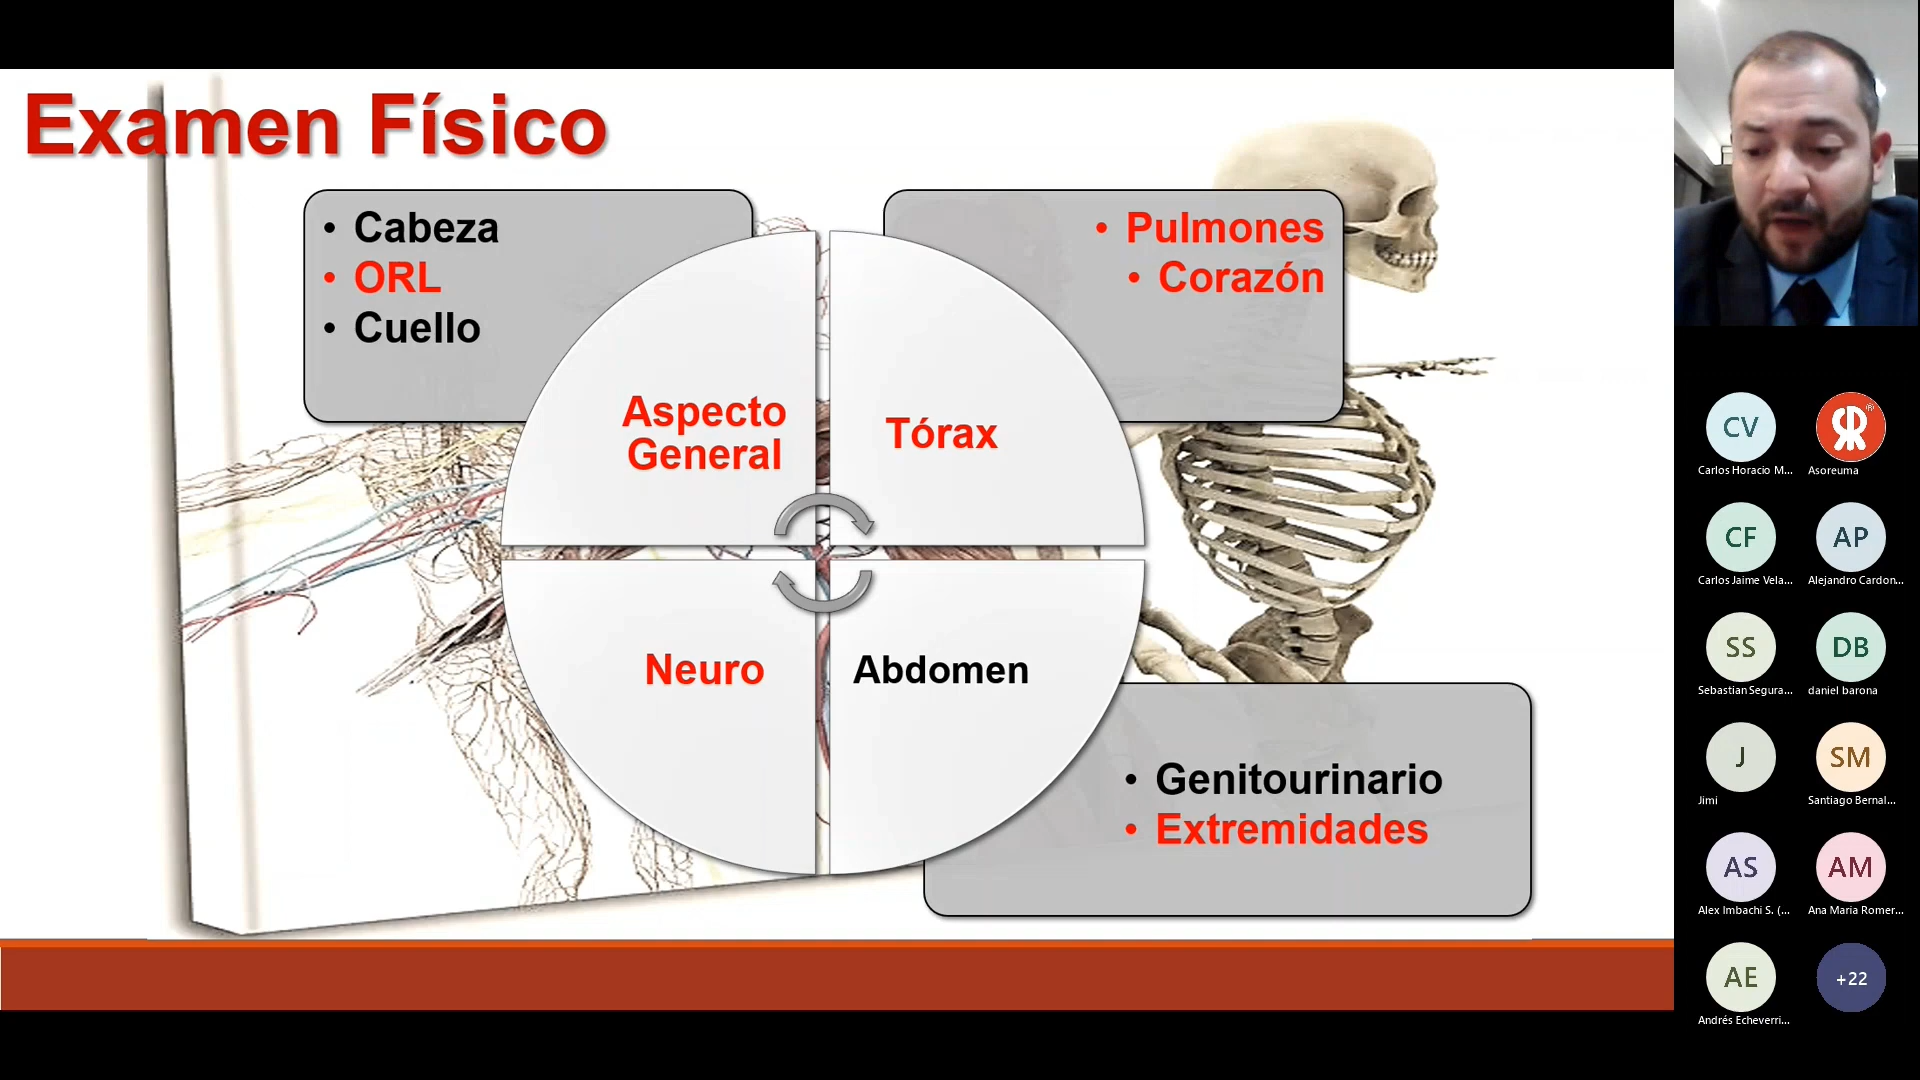 Examen Físico
• Cabeza
• ORL
• Cuello
• Pulmones
• Corazón
Aspecto
General
Tórax
Neuro
Abdomen
• Genitourinario
• Extremidades
CV
Carlos Horacio M...
®
Asoreuma
CF
Carlos Jaime Vela...
AP
Alejandro Cardon...
SS
Sebastian Segura...
DB
daniel barona
J
Jimi
SM
Santiago Bernal...
AS
Alex Imbachi S. (...
AM
Ana Maria Romer...
AE
Andrés Echeverri...
+22